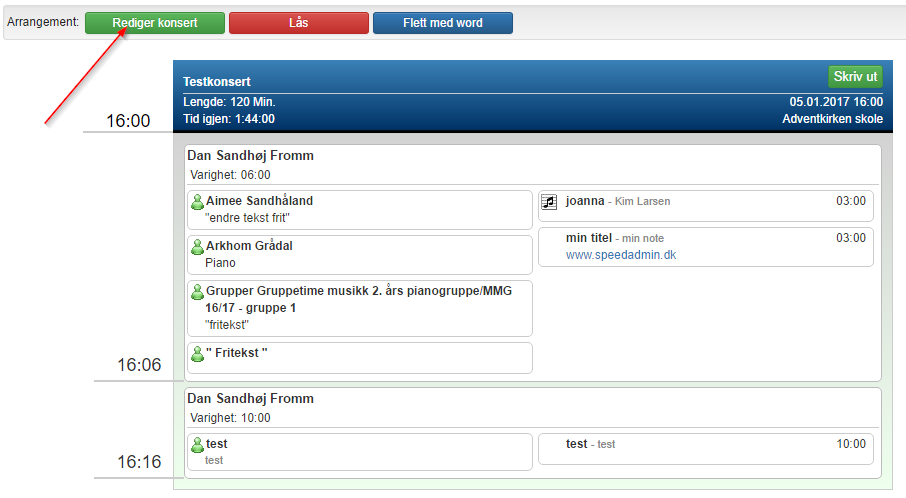 Arrangement: Rediger konsert Lås Flett med word
Testkonsert Skriv ut
Lengde: 120 Min. 05.01.2017 16:00
16:00 Tid igjen: 1:44:00 Adventkirken skole
Dan Sandhøj Fromm
Varighet: 06:00
Aimee Sandhåland
"endre tekst frit"
joanna - Kim Larsen 03:00
Arkhom Grådal
Piano
min titel - min note 03:00
www.speedadmin.dk
Grupper Gruppetime musikk 2. års pianogruppe/MMG
16/17 - gruppe 1
"fritekst"
" Fritekst "
16:06
Dan Sandhøj Fromm
Varighet: 10:00
test
test
test - test 10:00
16:16